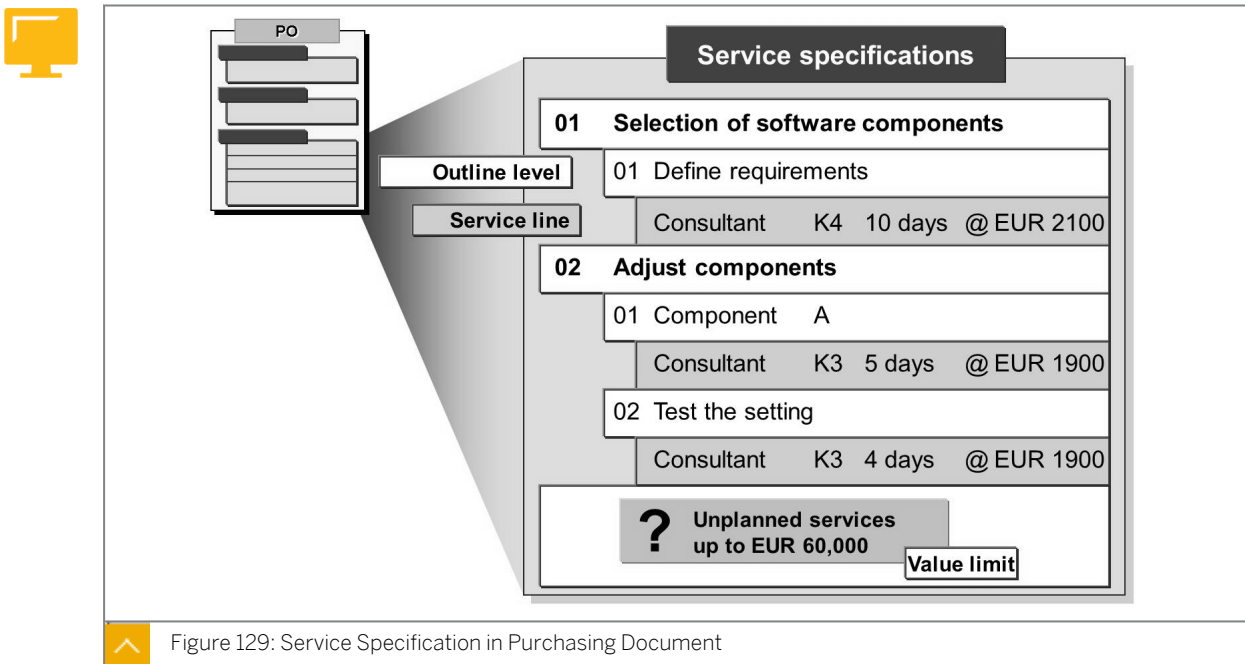 PO
Service specifications
01 Selection of software components
Outline level
01 Define requirements
Service line
Consultant K4 10 days @ EUR 2100
02 Adjust components
01 Component A
Consultant K3 5 days @ EUR 1900
02 Test the setting
Consultant K3 4 days @ EUR 1900
? Unplanned services
up to EUR 60,000
Value limit
Figure 129: Service Specification in Purchasing Document